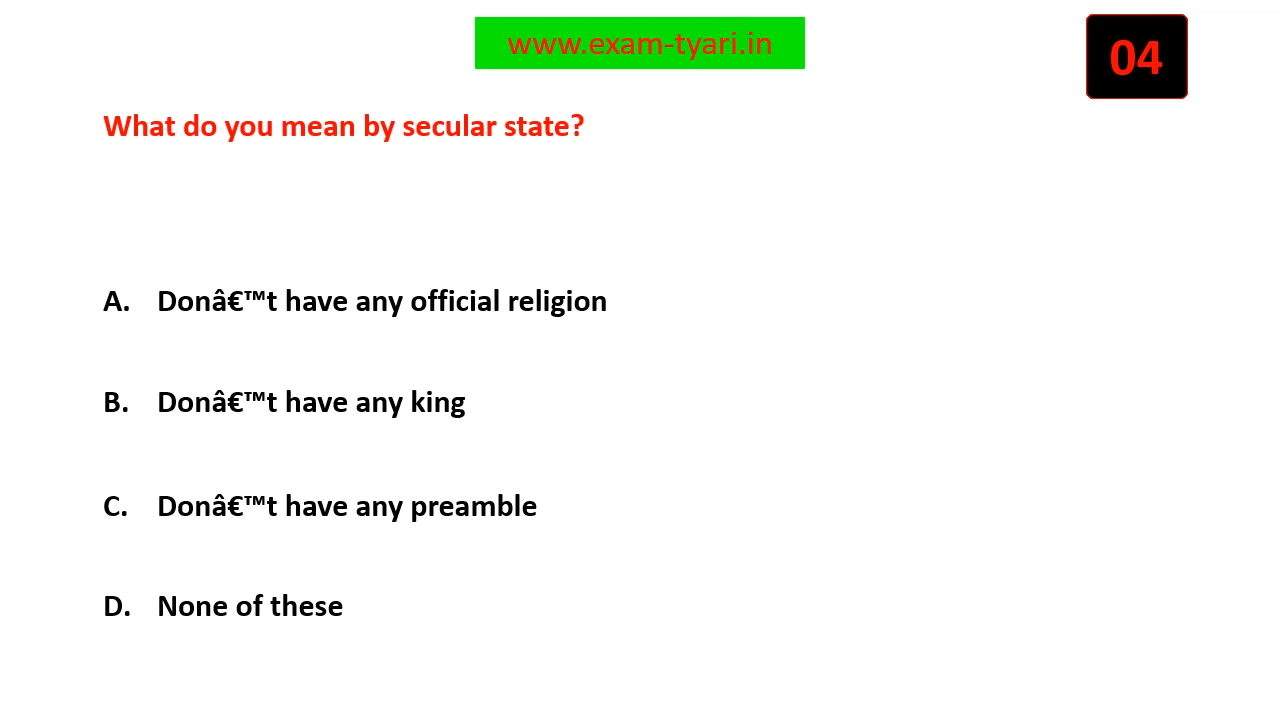 www.exam-tyari.in
04
What do you mean by secular state?
A. Donâ€™t have any official religion
B. Donâ€™t have any king
C. Donâ€™t have any preamble
D. None of these